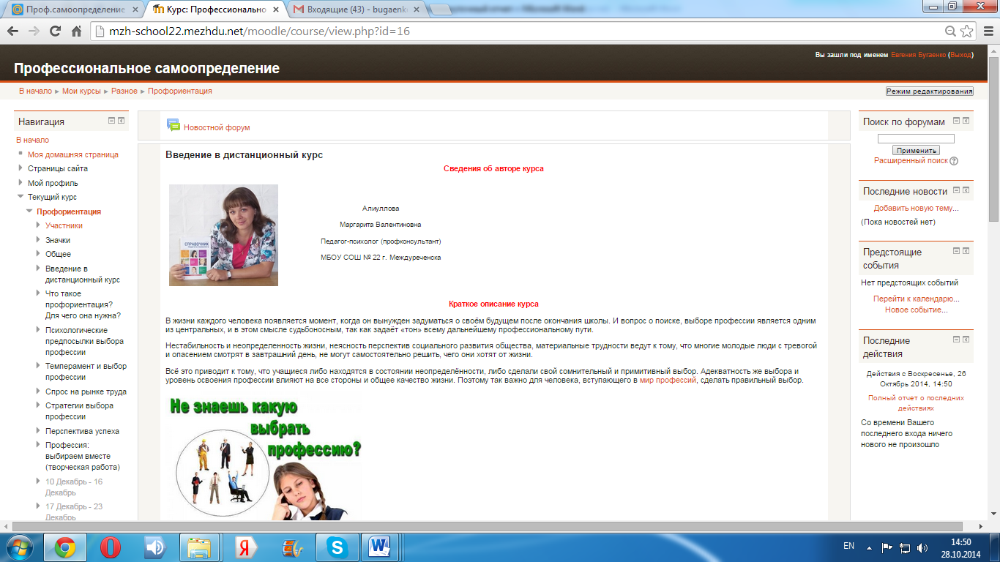 Проф.самоопределение
Курс: Профессионально
Входящие (43) - bugaenk
mzh-school22.mezhdu.net/moodle/course/view.php?id=16
Вы зашли под именем Евгения Бугаенко (Выход)
Профессиональное самоопределение
В начало ► Мои курсы ► Разное ► Профориентация
Режим редактирования
Навигация
В начало
Моя домашняя страница
Страницы сайта
Мой профиль
Текущий курс
Профориентация
Участники
Значки
Общее
Введение в
дистанционный курс
Что такое
профориентация?
Для чего она нужна?
Психологические
предпосылки выбора
профессии
Темперамент и выбор
профессии
Спрос на рынке труда
Стратегии выбора
профессии
Перспектива успеха
Профессия:
выбираем вместе
(творческая работа)
10 Декабрь - 16
Декабрь
17 Декабрь - 23
Декабрь
Новостной форум
Введение в дистанционный курс
Сведения об авторе курса
СПРАВОЧНИК
Алиуллова
Маргарита Валентиновна
Педагог-психолог (профконсультант)
МБОУ СОШ № 22 г. Междуреченска
Краткое описание курса
В жизни каждого человека появляется момент, когда он вынужден задуматься о своём будущем после окончания школы. И вопрос о поиске, выборе профессии является одним
из центральных, и в этом смысле судьбоносным, так как задаёт «тон» всему дальнейшему профессиональному пути.
Нестабильность и неопределенность жизни, неясность перспектив социального развития общества, материальные трудности ведут к тому, что многие молодые люди с тревогой
и опасением смотрят в завтрашний день, не могут самостоятельно решить, чего они хотят от жизни.
Всё это приводит к тому, что учащиеся либо находятся в состоянии неопределённости, либо сделали свой сомнительный и примитивный выбор. Адекватность же выбора и
уровень освоения профессии влияют на все стороны и общее качество жизни. Поэтому так важно для человека, вступающего в мир профессий, сделать правильный выбор.
Не знаешь какую
выбрать
профессию?
Поиск по форумам
Применить
Расширенный поиск
Последние новости
Добавить новую тему...
(Пока новостей нет)
Предстоящие
события
Нет предстоящих событий
Перейти к календарю...
Новое событие...
Последние
действия
Действия с Воскресенье, 26
Октябрь 2014, 14:50
Полный отчет о последних
действиях
Со времени Вашего
последнего входа ничего
нового не произошло
EN
14:50
28.10.2014